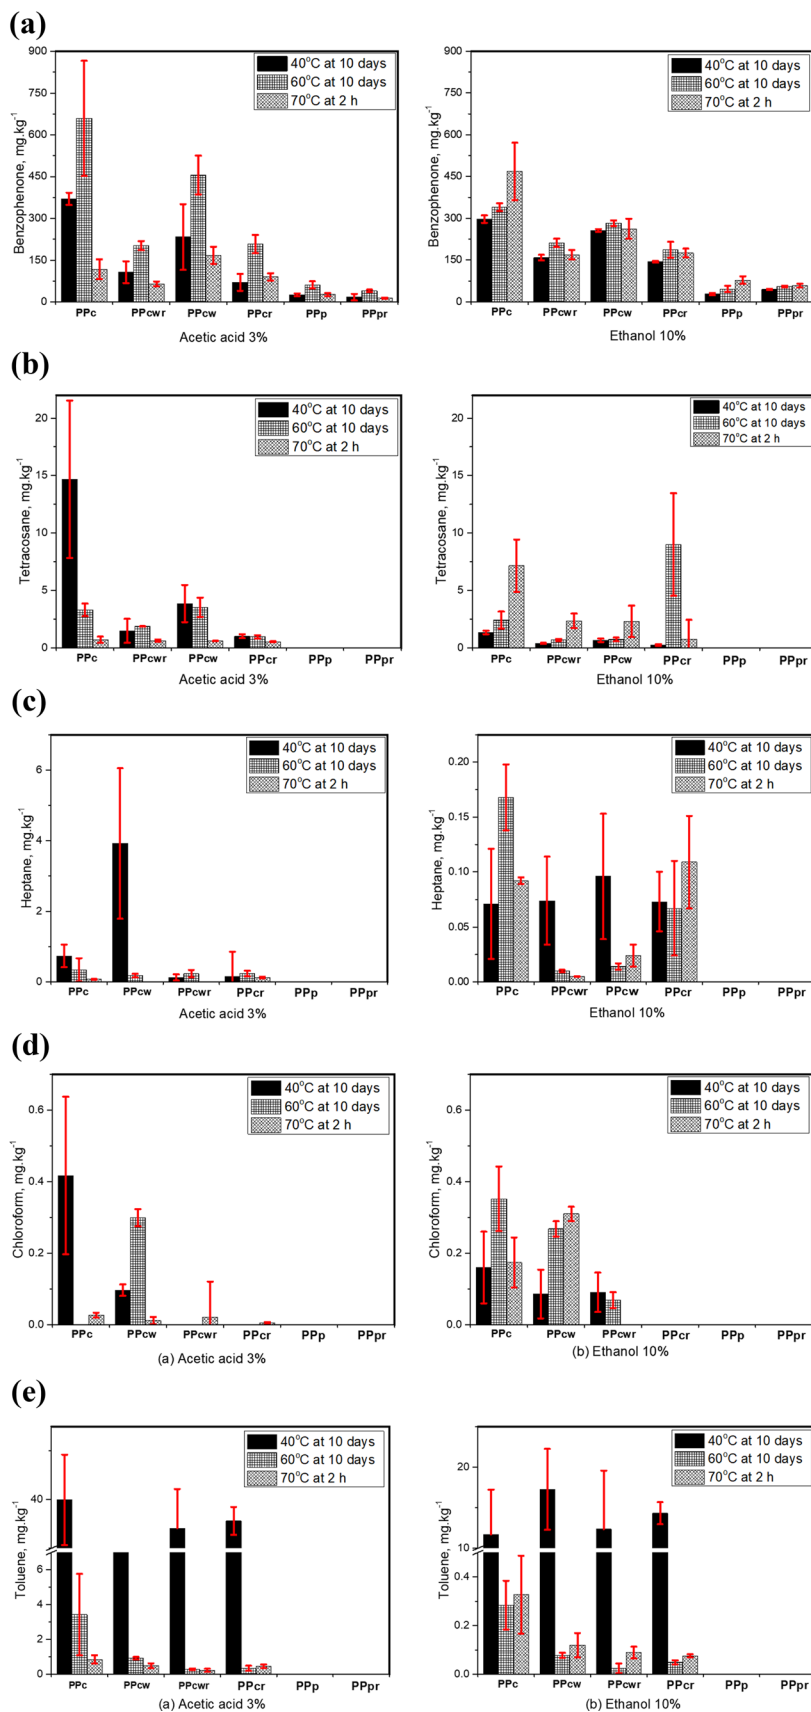 (a)
900
750
600
450
300
150
0
Benzophenone, mg.kg⁻¹
40°C at 10 days
60°C at 10 days
70°C at 2 h
PPc PPcwr PPcw PPcr PPp PPpr
Acetic acid 3%
900
750
600
450
300
150
0
Benzophenone, mg.kg⁻¹
40°C at 10 days
60°C at 10 days
70°C at 2 h
PPc PPcwr PPcw PPcr PPp PPpr
Ethanol 10%
(b)
20
15
10
5
0
Tetracosane, mg.kg⁻¹
40°C at 10 days
60°C at 10 days
70°C at 2 h
PPc PPcwr PPcw PPcr PPp PPpr
Acetic acid 3%
20
15
10
5
0
Tetracosane, mg.kg⁻¹
40°C at 10 days
60°C at 10 days
70°C at 2 h
PPc PPcwr PPcw PPcr PPp PPpr
Ethanol 10%
(c)
6
4
2
0
Heptane, mg.kg⁻¹
40°C at 10 days
60°C at 10 days
70°C at 2 h
PPc PPcw PPcwr PPcr PPp PPpr
Acetic acid 3%
0.20
0.15
0.10
0.05
0.00
Heptane, mg.kg⁻¹
40°C at 10 days
60°C at 10 days
70°C at 2 h
PPc PPcwr PPcw PPcr PPp PPpr
Ethanol 10%
(d)
0.6
0.4
0.2
0.0
Chloroform, mg.kg⁻¹
40°C at 10 days
60°C at 10 days
70°C at 2 h
PPc PPcw PPcwr PPcr PPp PPpr
(a) Acetic acid 3%
0.6
0.4
0.2
0.0
Chloroform, mg.kg⁻¹
40°C at 10 days
60°C at 10 days
70°C at 2 h
PPc PPcw PPcwr PPcr PPp PPpr
(b) Ethanol 10%
(e)
40
6
4
2
0
Toluene, mg.kg⁻¹
40°C at 10 days
60°C at 10 days
70°C at 2 h
PPc PPcw PPcwr PPcr PPp PPpr
(a) Acetic acid 3%
20
10
0.4
0.2
0.0
Toluene, mg.kg⁻¹
40°C at 10 days
60°C at 10 days
70°C at 2 h
PPc PPcw PPcwr PPcr PPp PPpr
(b) Ethanol 10%